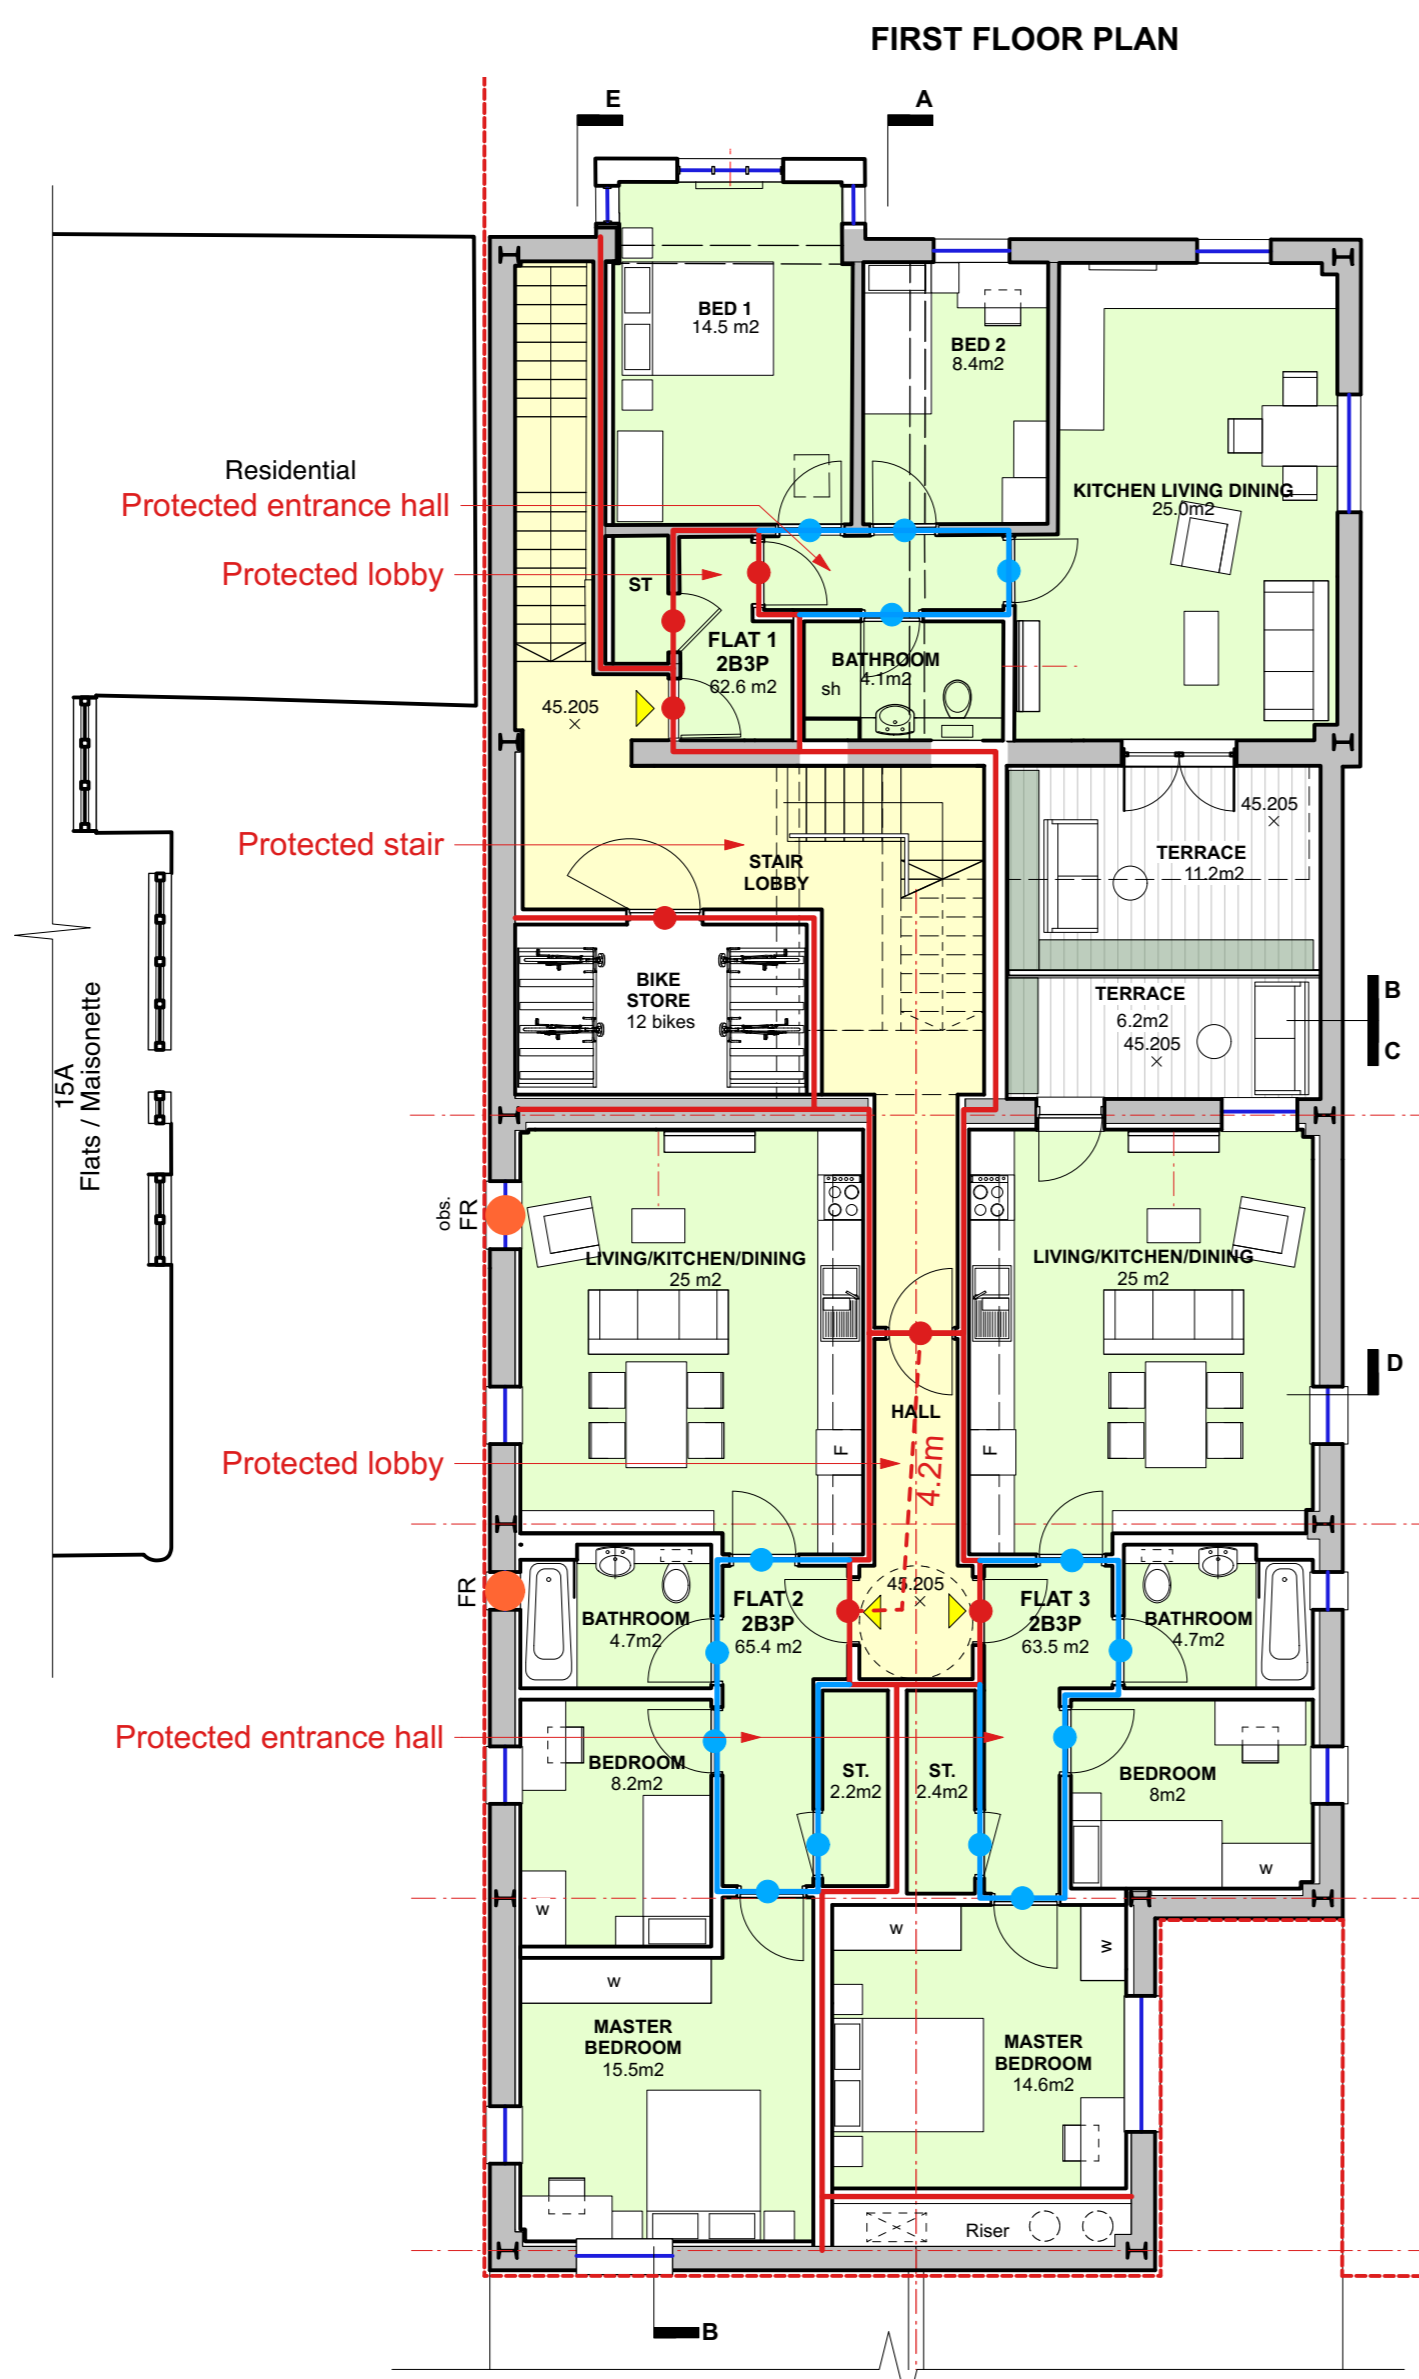 FIRST FLOOR PLAN
E
A
BED 1
14.5 m2
BED 2
8.4m2
Residential
Protected entrance hall
KITCHEN LIVING DINING
25.0m2
Protected lobby
ST
FLAT 1
2B3P
62.6 m2
BATHROOM
4.1m2
sh
45.205
45.205
Protected stair
STAIR
LOBBY
TERRACE
11.2m2
BIKE
STORE
12 bikes
TERRACE
6.2m2
45.205
B
C
15A
Flats / Maisonette
obs.
FR
LIVING/KITCHEN/DINING
25 m2
LIVING/KITCHEN/DINING
25 m2
D
HALL
F
F
Protected lobby
4.2m
FR
BATHROOM
4.7m2
FLAT 2
2B3P
65.4 m2
45.205
FLAT 3
2B3P
63.5 m2
BATHROOM
4.7m2
Protected entrance hall
BEDROOM
8.2m2
ST.
2.2m2
ST.
2.4m2
BEDROOM
8m2
W
W
W
W
W
MASTER
BEDROOM
15.5m2
MASTER
BEDROOM
14.6m2
Riser
B